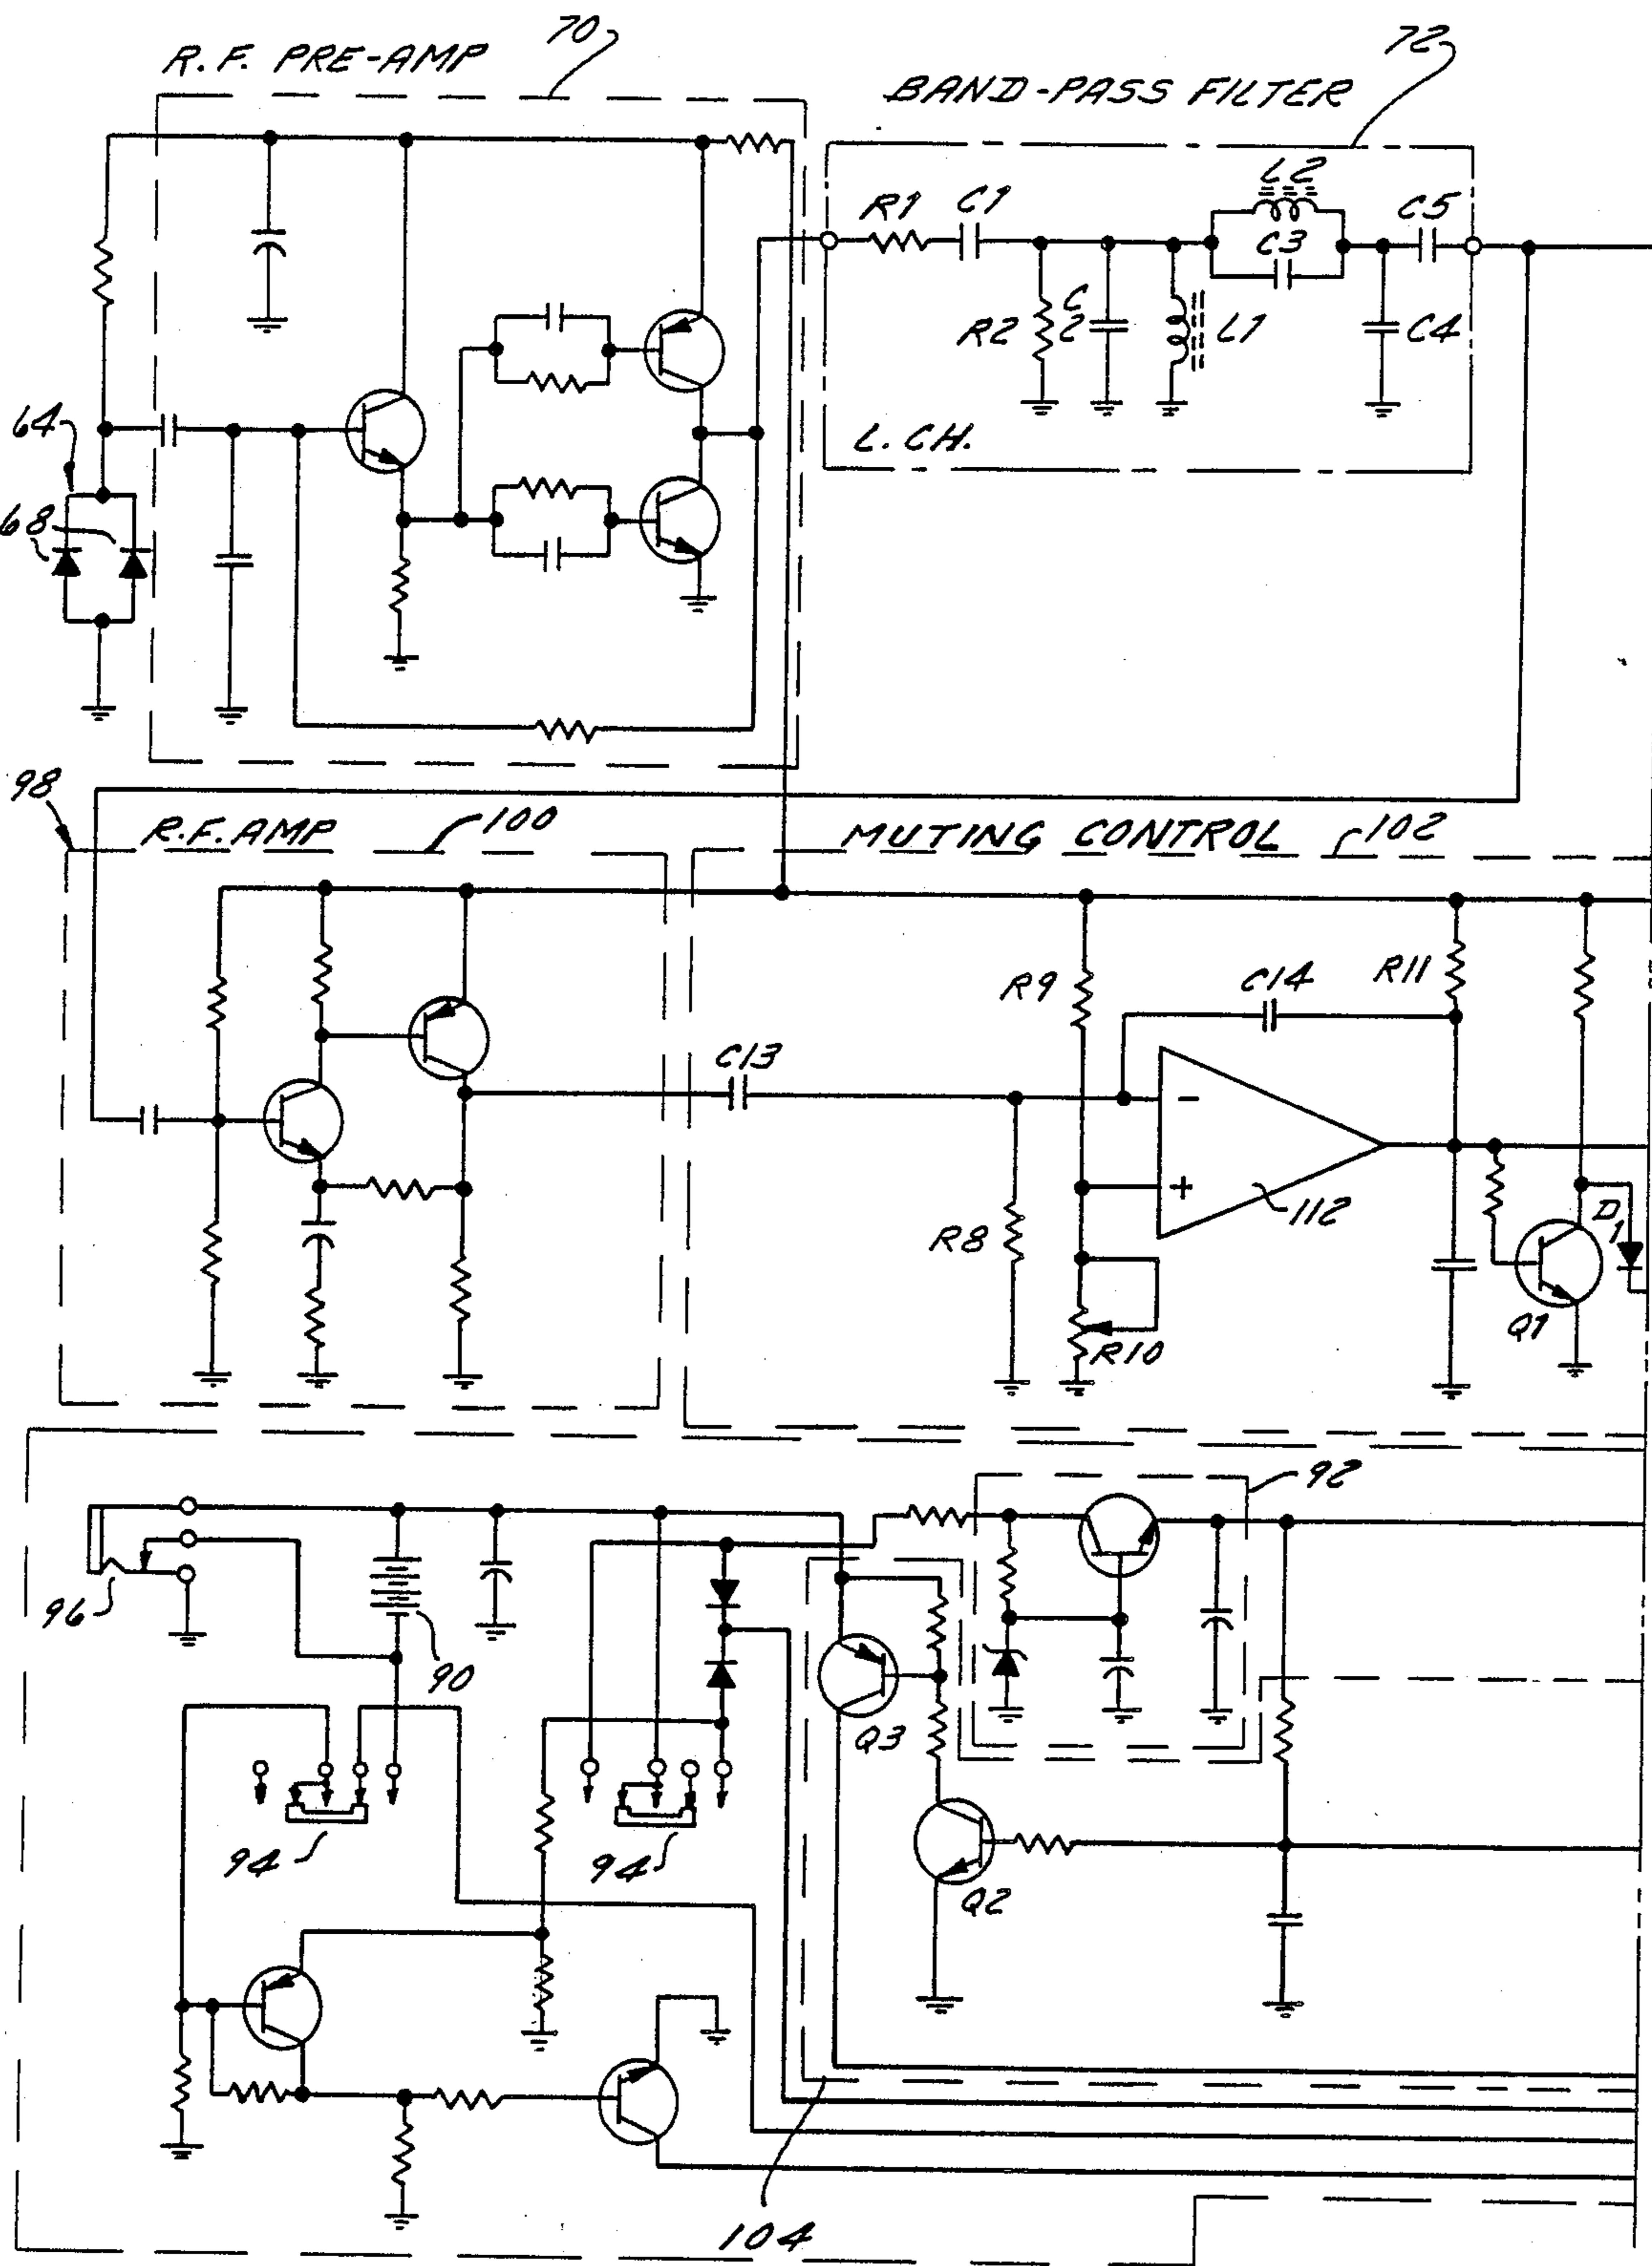 70
R.F. PRE-AMP
72
BAND-PASS FILTER
L2
R1
C1
C3
C5
R2
C
2
L1
C4
L.CH.
64
68
98
R.F. AMP
100
MUTING CONTROL
102
R9
C14
R11
C13
-
+
112
R8
R10
D1
Q1
92
96
90
Q3
94
94
Q2
104